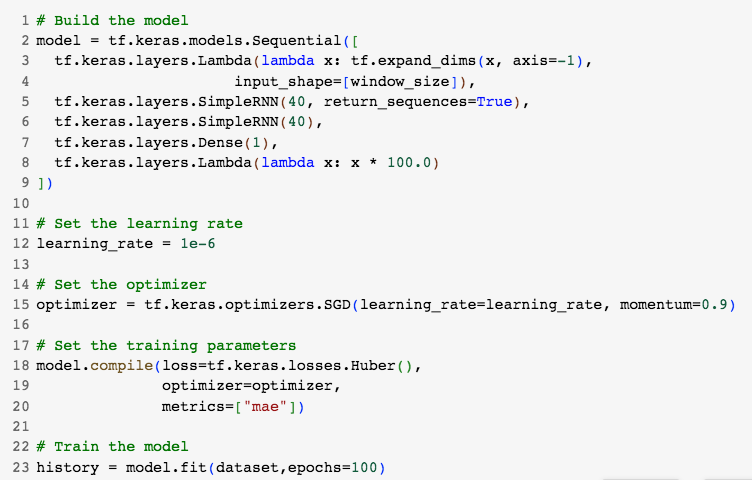 1 # Build the model
2 model = tf.keras.models.Sequential([
3   tf.keras.layers.Lambda(lambda x: tf.expand_dims(x, axis=-1),
4                       input_shape=[window_size]),
5   tf.keras.layers.SimpleRNN(40, return_sequences=True),
6   tf.keras.layers.SimpleRNN(40),
7   tf.keras.layers.Dense(1),
8   tf.keras.layers.Lambda(lambda x: x * 100.0)
9 ])
10
11 # Set the learning rate
12 learning_rate = 1e-6
13
14 # Set the optimizer
15 optimizer = tf.keras.optimizers.SGD(learning_rate=learning_rate, momentum=0.9)
16
17 # Set the training parameters
18 model.compile(loss=tf.keras.losses.Huber(),
19               optimizer=optimizer,
20               metrics=["mae"])
21
22 # Train the model
23 history = model.fit(dataset,epochs=100)